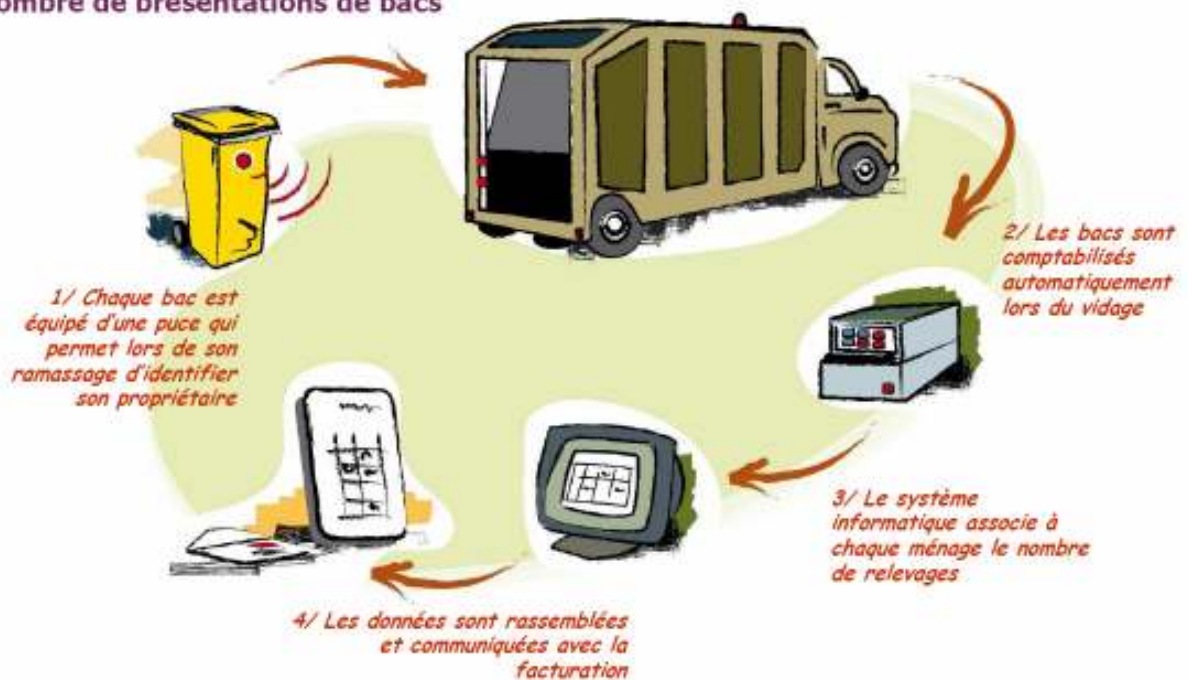 ombre de présentations de bacs
1/ Chaque bac est
équipé d'une puce qui
permet lors de son
ramassage d'identifier
son propriétaire
2/ Les bacs sont
comptabilisés
automatiquement
lors du vidage
3/ Le système
informatique associe à
chaque ménage le nombre
de relevages
4/ Les données sont rassemblées
et communiquées avec la
facturation